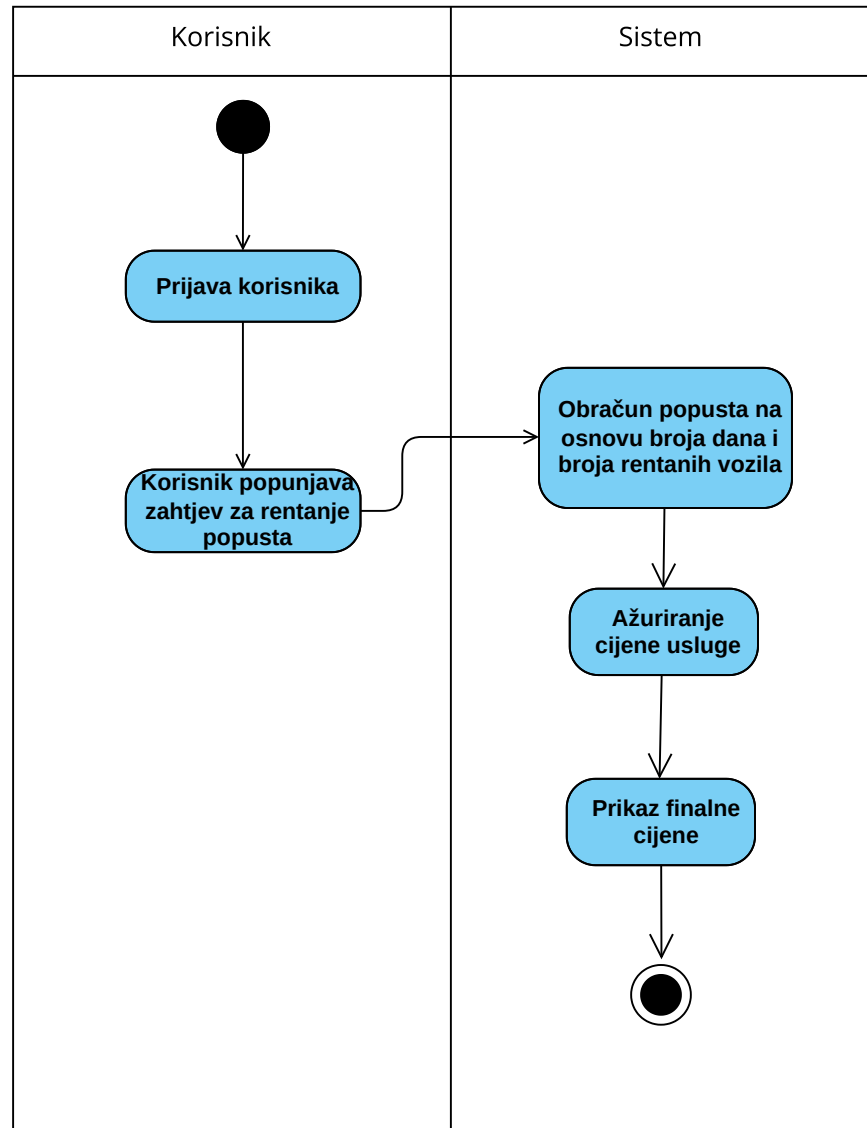 Korisnik
Sistem
Prijava korisnika
Korisnik popunjava
zahtjev za rentanje
popusta
Obračun popusta na
osnovu broja dana i
broja rentanih vozila
Ažuriranje
cijene usluge
Prikaz finalne
cijene